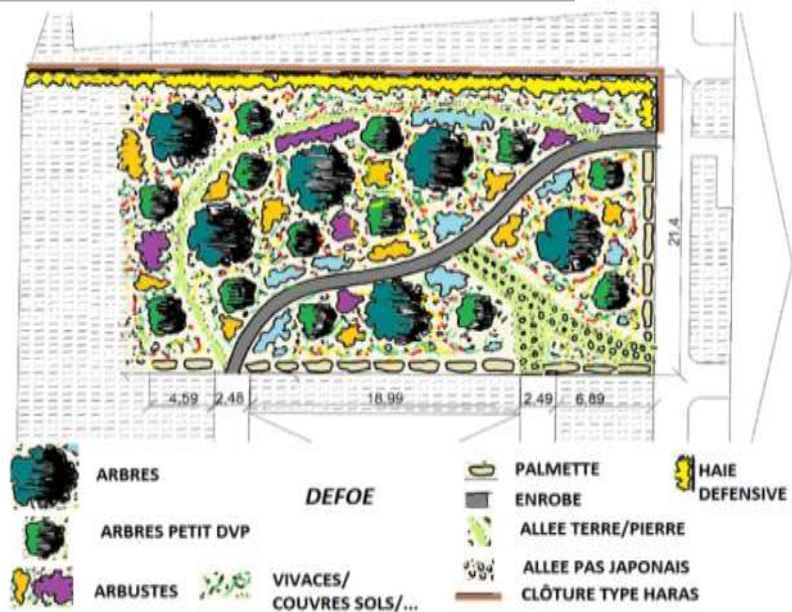 21.4
4.59 2.48 18.99 2.49 6.89
ARBRES
DEFOE
ARBRES PETIT DVP
ARBUSTES
VIVACES/
COUVRES SOLS/...
PALMETTE
ENROBE
ALLEE TERRE/PIERRE
ALLEE PAS JAPONAIS
CLÔTURE TYPE HARAS
HAIE
DEFENSIVE